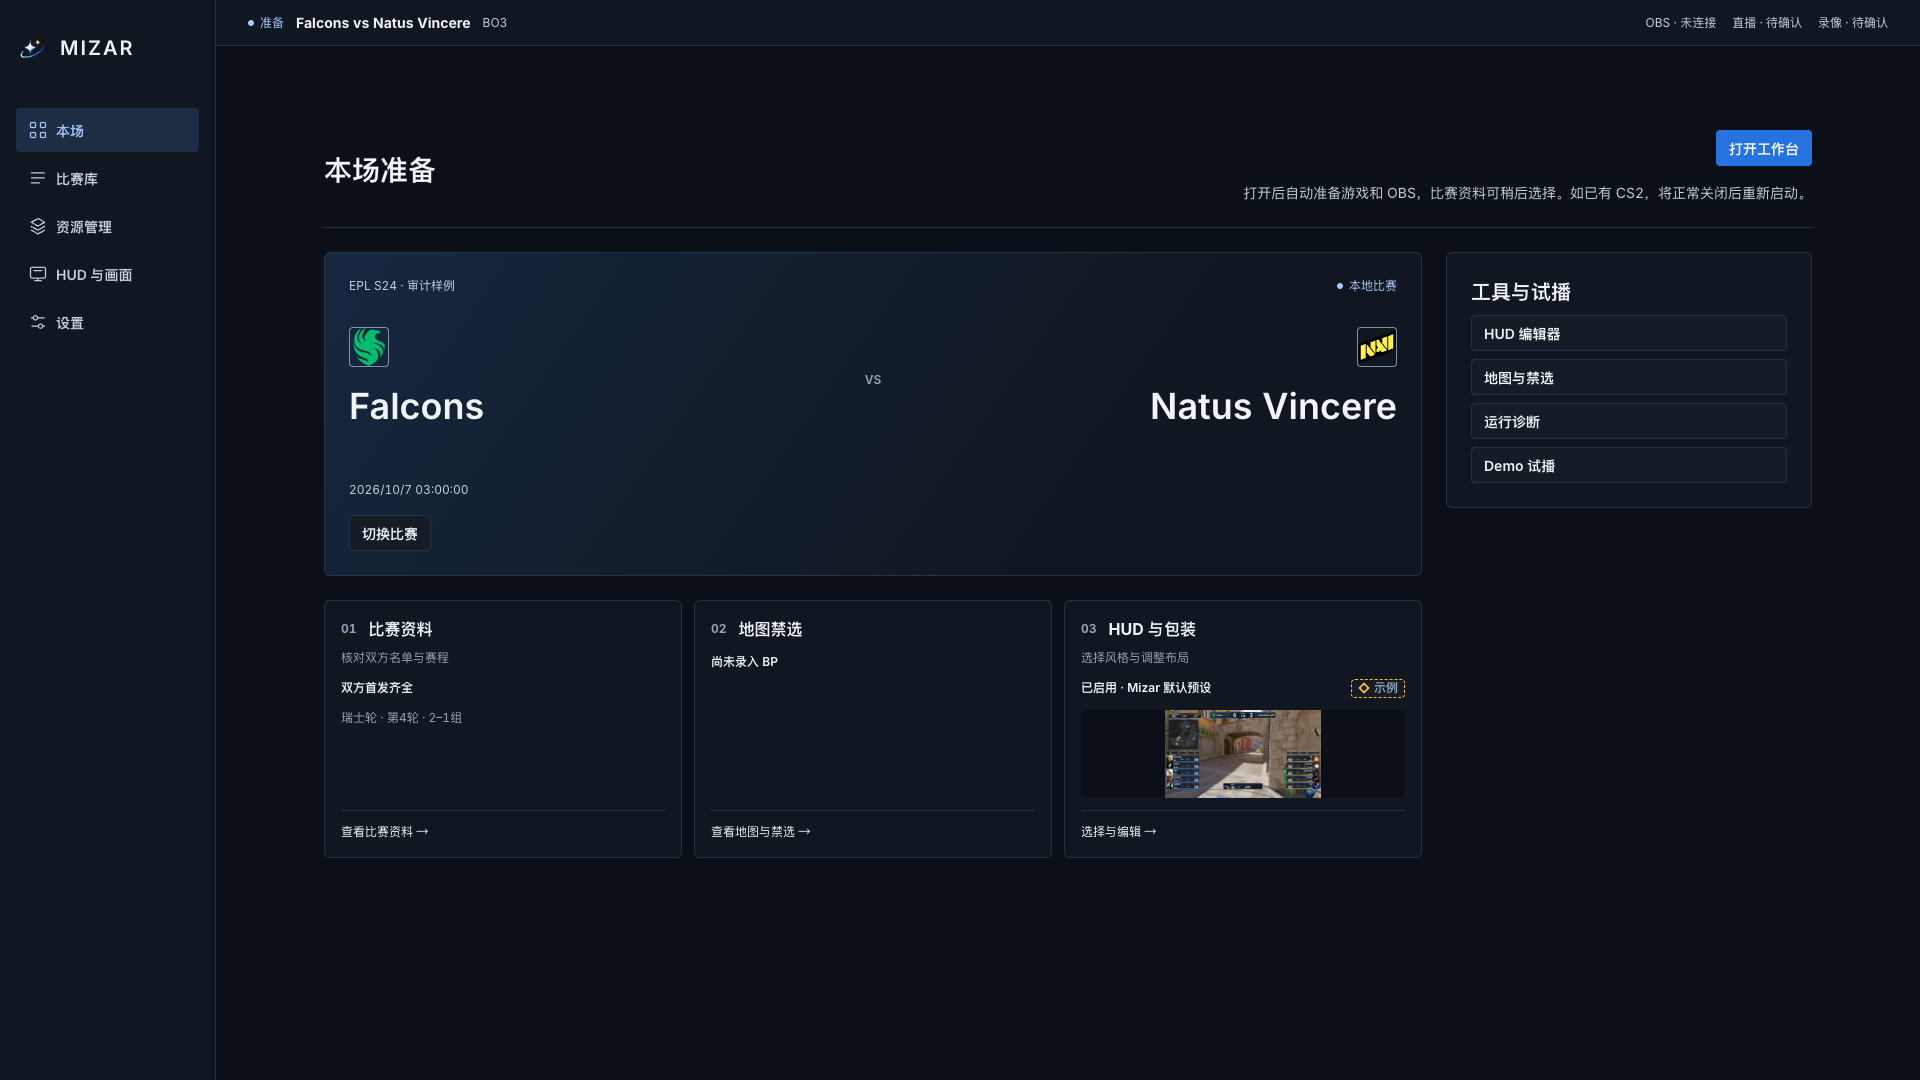 MIZAR
本场
比赛库
资源管理
HUD 与画面
设置
准备 Falcons vs Natus Vincere BO3
OBS · 未连接 直播 · 待确认 录像 · 待确认
本场准备
打开工作台
打开后自动准备游戏和 OBS，比赛资料可稍后选择。如已有 CS2，将正常关闭后重新启动。
EPL S24 · 审计样例
本地比赛
VS
Falcons
Natus Vincere
2026/10/7 03:00:00
切换比赛
工具与试播
HUD 编辑器
地图与禁选
运行诊断
Demo 试播
01 比赛资料
核对双方名单与赛程
双方首发齐全
瑞士轮 · 第4轮 · 2–1组
查看比赛资料 →
02 地图禁选
尚未录入 BP
查看地图与禁选 →
03 HUD 与包装
选择风格与调整布局
已启用 · Mizar 默认预设
示例
选择与编辑 →